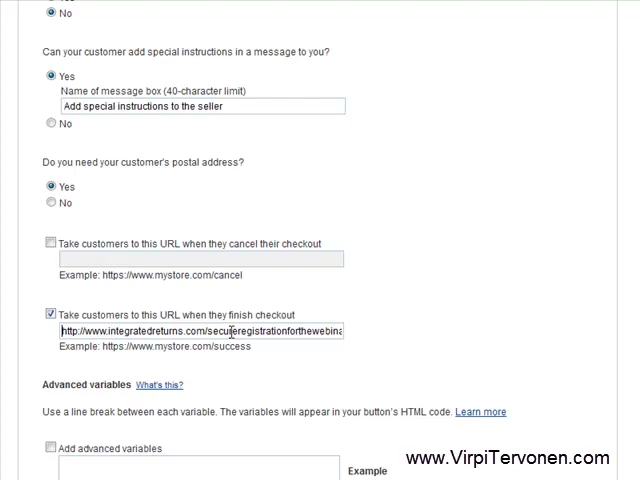 No
Can your customer add special instructions in a message to you?
Yes
Name of message box (40-character limit)
Add special instructions to the seller
No
Do you need your customer's postal address?
Yes
No
Take customers to this URL when they cancel their checkout
Example: https://www.mystore.com/cancel
Take customers to this URL when they finish checkout
http://www.integratedreturns.com/secureregistrationforthewebina
Example: https://www.mystore.com/success
Advanced variables What's this?
Use a line break between each variable. The variables will appear in your button's HTML code. Learn more
Add advanced variables
Example
www.VirpiTervonen.com